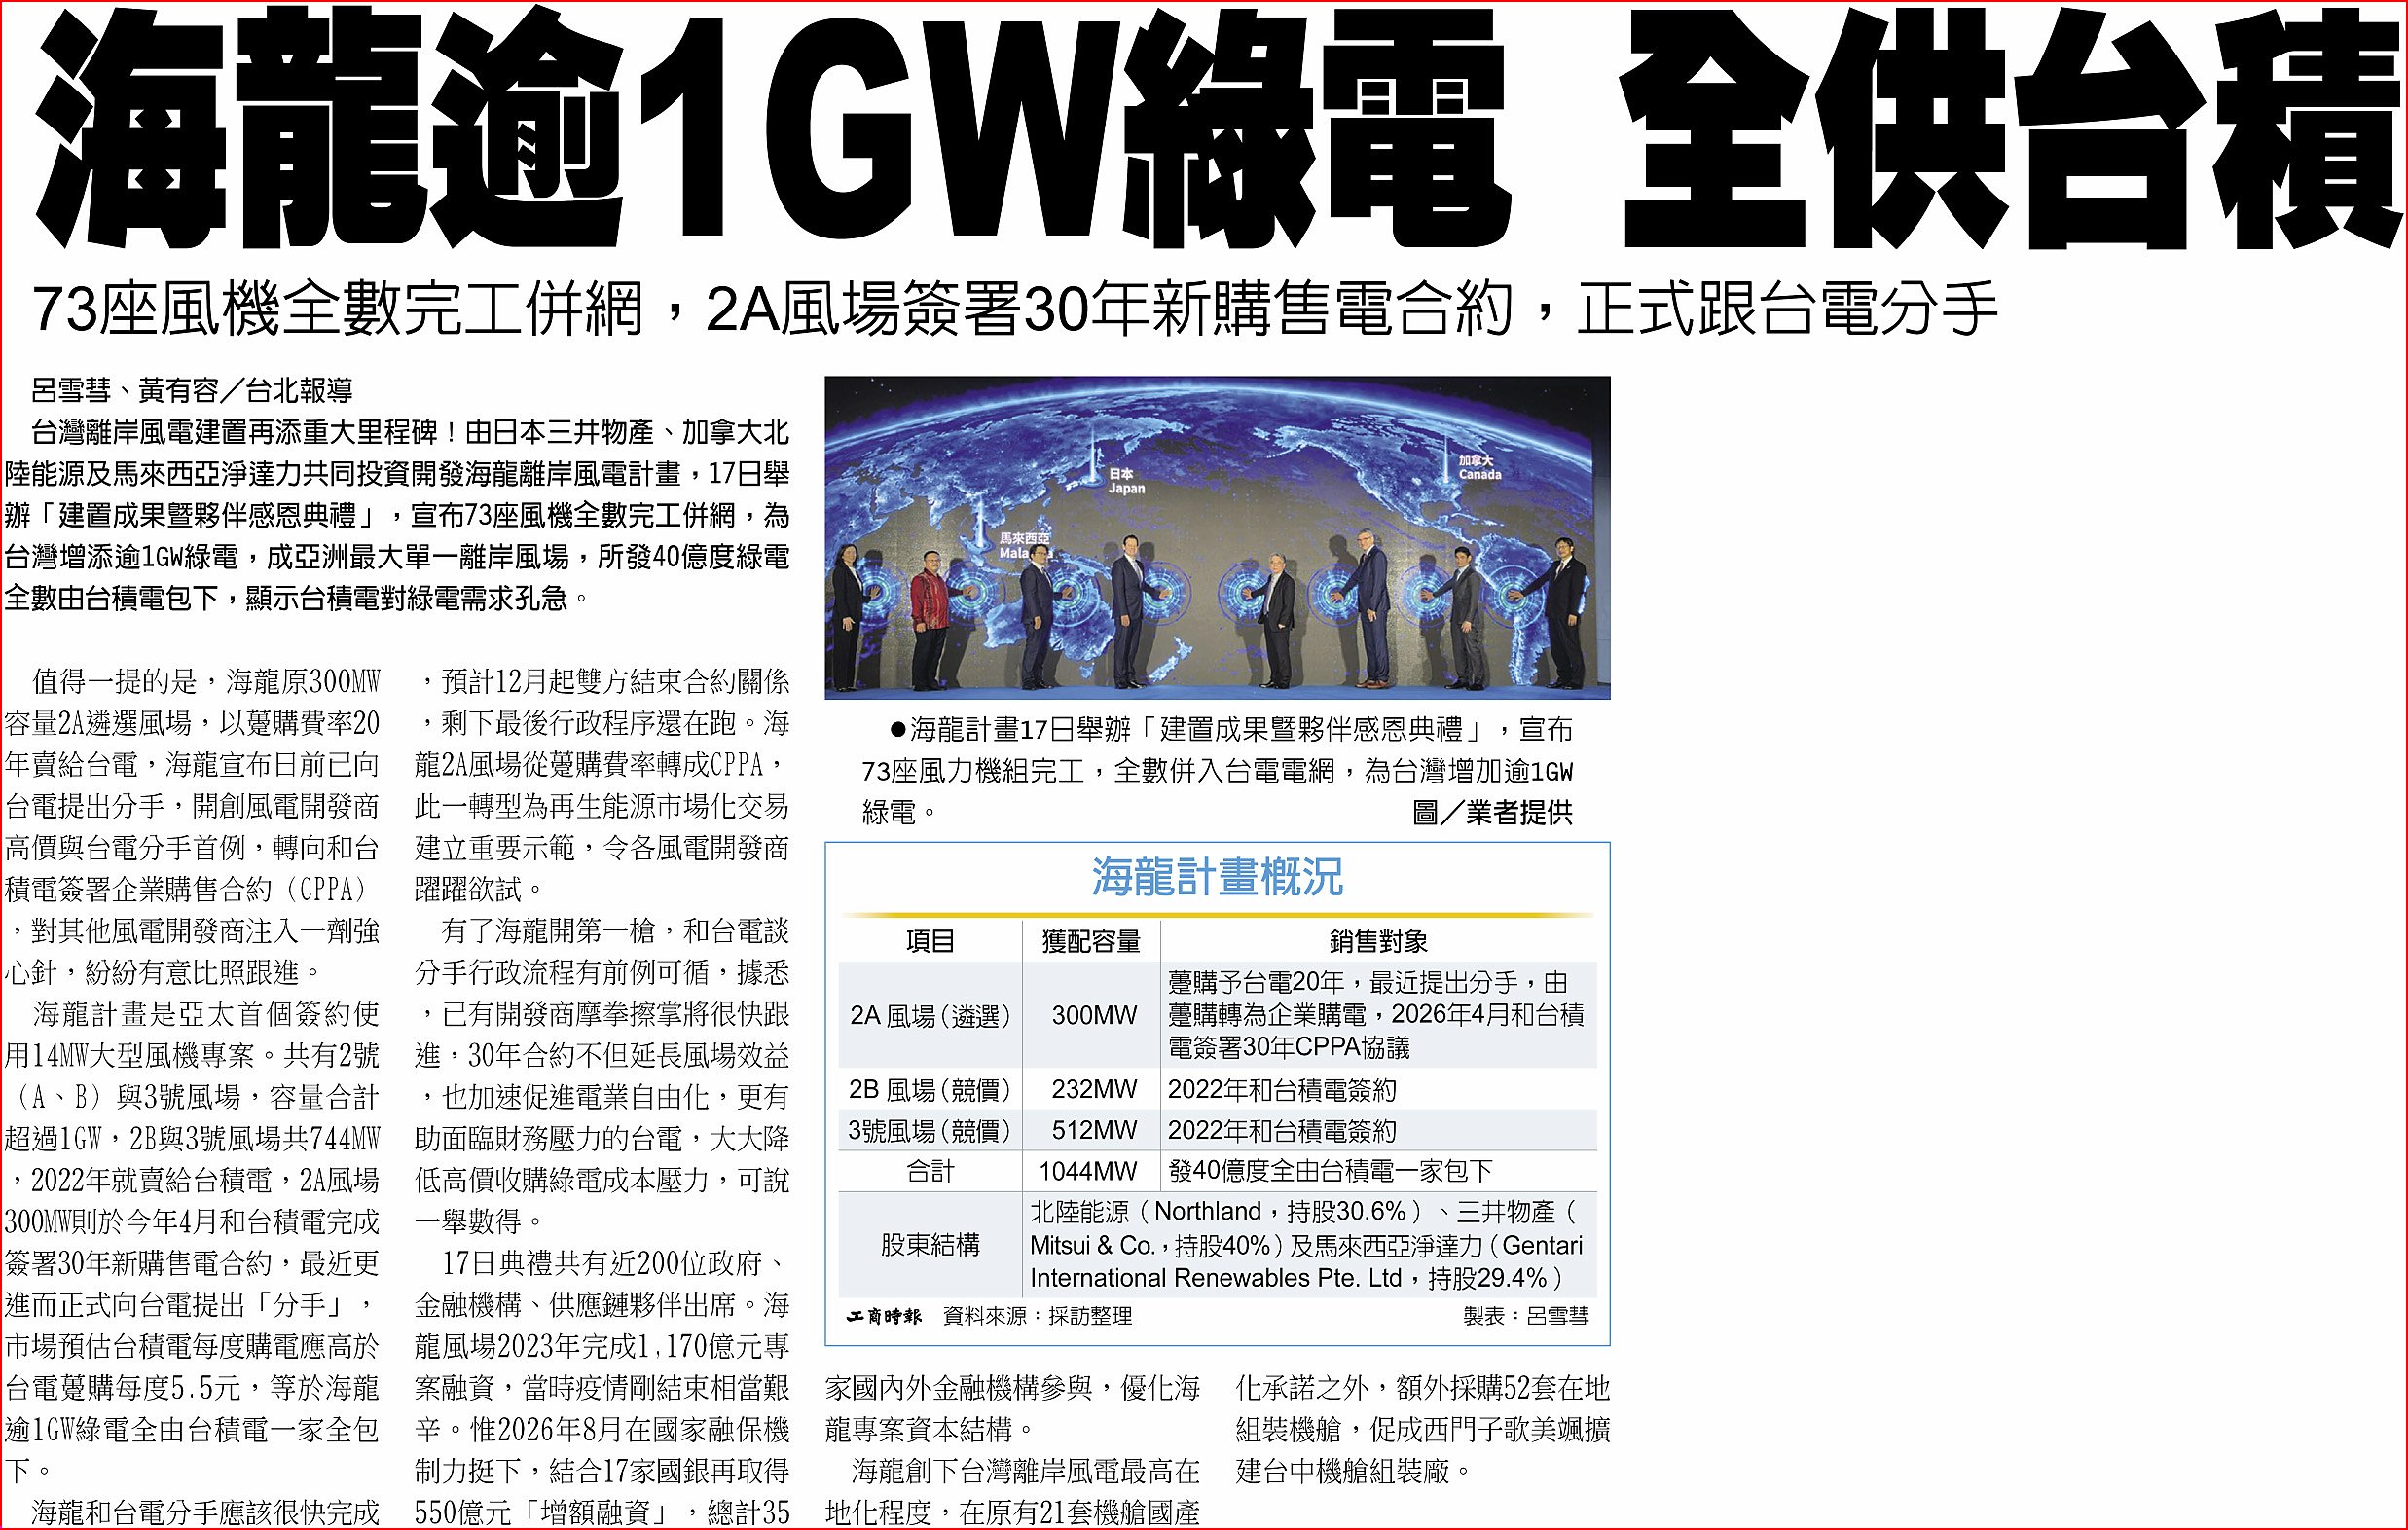 海龍逾1GW綠電 全供台積
73座風機全數完工併網，2A風場簽署30年新購售電合約，正式跟台電分手
呂雪彗、黃有容／台北報導
台灣離岸風電建置再添重大里程碑！由日本三井物產、加拿大北
陸能源及馬來西亞淨達力共同投資開發海龍離岸風電計畫，17日舉
辦「建置成果暨夥伴感恩典禮」，宣布73座風機全數完工併網，為
台灣增添逾1GW綠電，成亞洲最大單一離岸風場，所發40億度綠電
全數由台積電包下，顯示台積電對綠電需求孔急。
值得一提的是，海龍原300MW
容量2A遴選風場，以躉購費率20
年賣給台電，海龍宣布日前已向
台電提出分手，開創風電開發商
高價與台電分手首例，轉向和台
積電簽署企業購售合約（CPPA）
，對其他風電開發商注入一劑強
心針，紛紛有意比照跟進。
海龍計畫是亞太首個簽約使
用14MW大型風機專案。共有2號
（A、B）與3號風場，容量合計
超過1GW，2B與3號風場共744MW
，2022年就賣給台積電，2A風場
300MW則於今年4月和台積電完成
簽署30年新購售電合約，最近更
進而正式向台電提出「分手」，
市場預估台積電每度購電應高於
台電躉購每度5.5元，等於海龍
逾1GW綠電全由台積電一家全包
下。
海龍和台電分手應該很快完成
，預計12月起雙方結束合約關係
，剩下最後行政程序還在跑。海
龍2A風場從躉購費率轉成CPPA，
此一轉型為再生能源市場化交易
建立重要示範，令各風電開發商
躍躍欲試。
有了海龍開第一槍，和台電談
分手行政流程有前例可循，據悉
，已有開發商摩拳擦掌將很快跟
進，30年合約不但延長風場效益
，也加速促進電業自由化，更有
助面臨財務壓力的台電，大大降
低高價收購綠電成本壓力，可說
一舉數得。
17日典禮共有近200位政府、
金融機構、供應鏈夥伴出席。海
龍風場2023年完成1,170億元專
案融資，當時疫情剛結束相當艱
辛。惟2026年8月在國家融保機
制力挺下，結合17家國銀再取得
550億元「增額融資」，總計35
日本
Japan
加拿大
Canada
馬來西亞
●海龍計畫17日舉辦「建置成果暨夥伴感恩典禮」，宣布
73座風力機組完工，全數併入台電電網，為台灣增加逾1GW
綠電。 圖／業者提供
海龍計畫概況
項目 獲配容量 銷售對象
2A 風場（遴選） 300MW 躉購予台電20年，最近提出分手，由
躉購轉為企業購電，2026年4月和台積
電簽署30年CPPA協議
2B 風場（競價） 232MW 2022年和台積電簽約
3號風場（競價） 512MW 2022年和台積電簽約
合計 1044MW 發40億度全由台積電一家包下
股東結構 北陸能源（Northland，持股30.6%）、三井物產（
Mitsui & Co.，持股40%）及馬來西亞淨達力（Gentari
International Renewables Pte. Ltd，持股29.4%）
工商時報 資料來源：採訪整理 製表：呂雪彗
家國內外金融機構參與，優化海
龍專案資本結構。
海龍創下台灣離岸風電最高在
地化程度，在原有21套機艙國產
化承諾之外，額外採購52套在地
組裝機艙，促成西門子歌美颯擴
建台中機艙組裝廠。